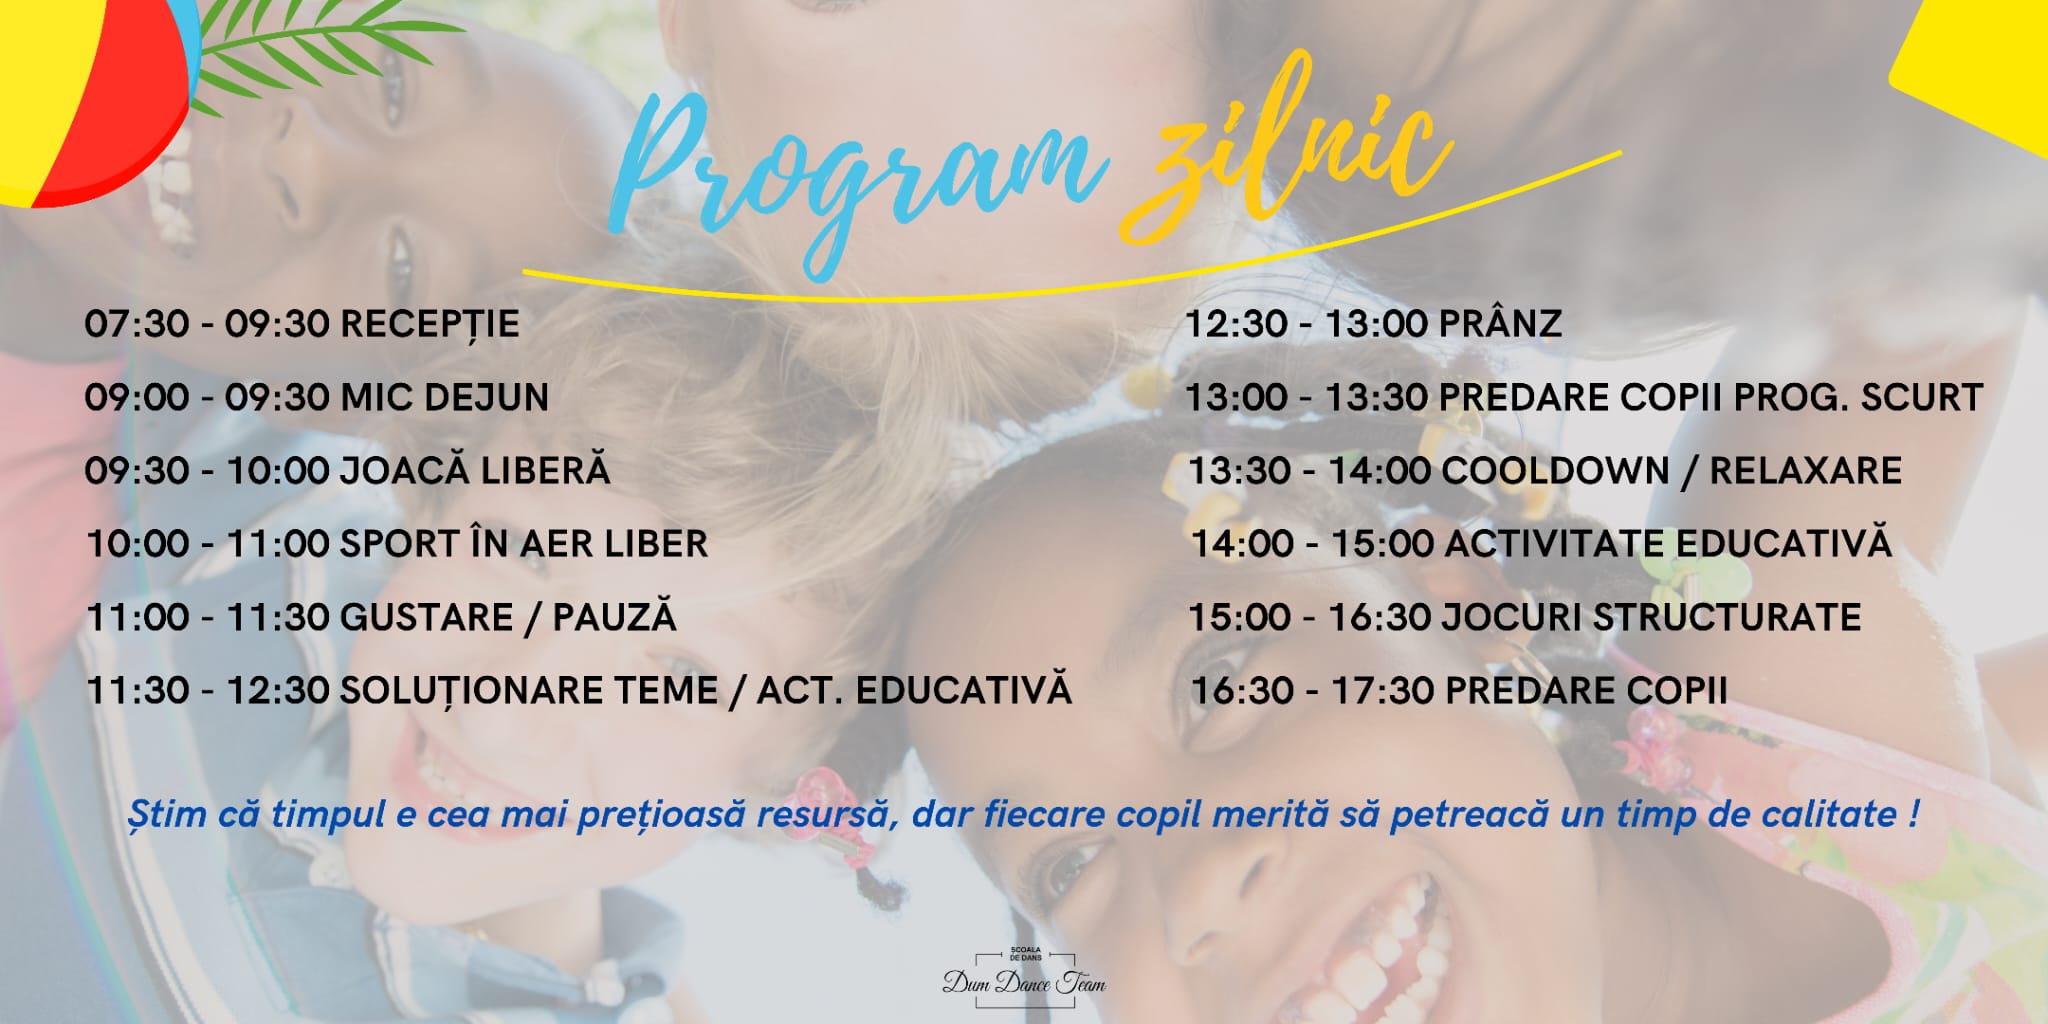 Program zilnic
07:30 - 09:30 RECEPȚIE
09:00 - 09:30 MIC DEJUN
09:30 - 10:00 JOACĂ LIBERĂ
10:00 - 11:00 SPORT ÎN AER LIBER
11:00 - 11:30 GUSTARE / PAUZĂ
11:30 - 12:30 SOLUȚIONARE TEME / ACT. EDUCATIVĂ
12:30 - 13:00 PRÂNZ
13:00 - 13:30 PREDARE COPII PROG. SCURT
13:30 - 14:00 COOLDOWN / RELAXARE
14:00 - 15:00 ACTIVITATE EDUCATIVĂ
15:00 - 16:30 JOCURI STRUCTURATE
16:30 - 17:30 PREDARE COPII
Știm că timpul e cea mai prețioasă resursă, dar fiecare copil merită să petreacă un timp de calitate !
SCOALA
DE DANS
Dum Dance Team